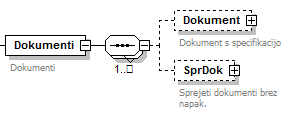 Dokument
Dokument s specifikacijo
Dokumenti
Dokumenti
1..
SprDok
Sprejeti dokumenti brez
napak.